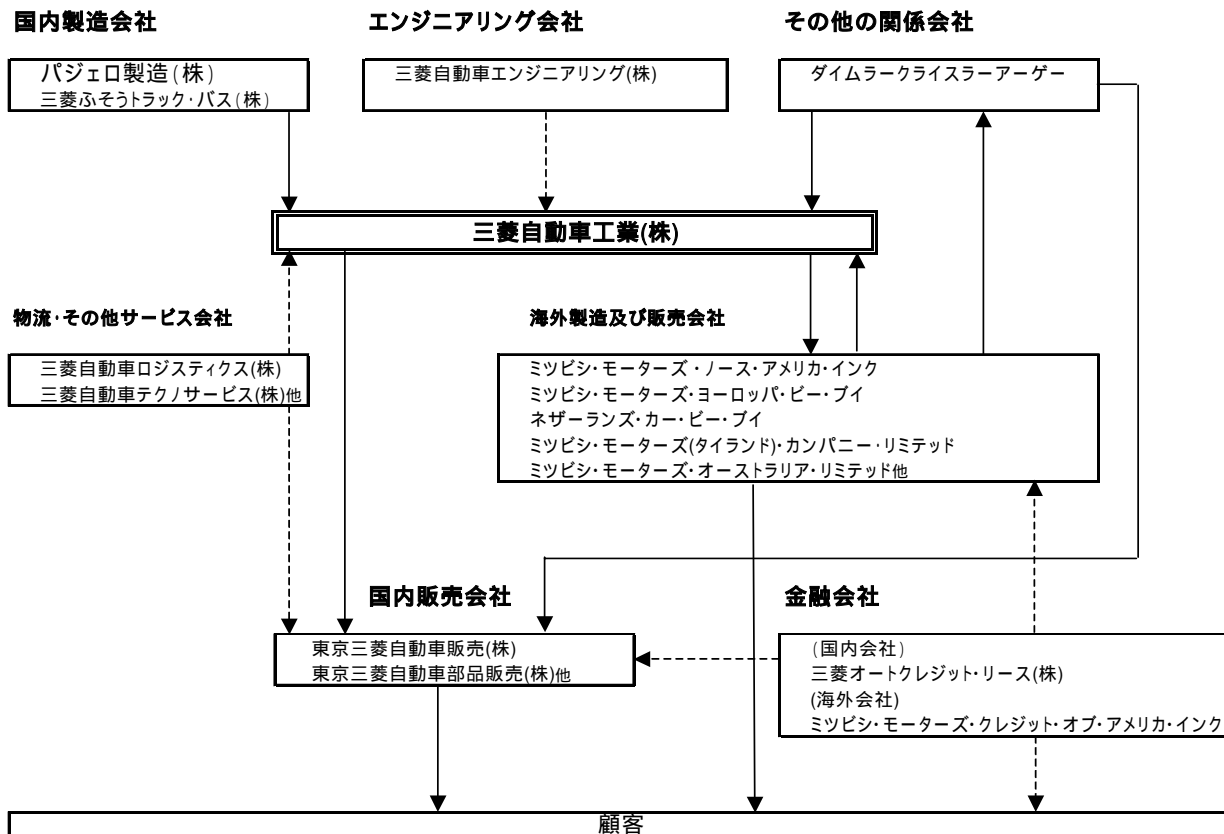 国内製造会社
エンジニアリング会社
その他の関係会社
パジェロ製造(株)
三菱ふそうトラック・バス(株)
三菱自動車エンジニアリング(株)
ダイムラークライスラーアーゲー
三菱自動車工業(株)
物流・その他サービス会社
三菱自動車ロジスティクス(株)
三菱自動車テクノサービス(株)他
海外製造及び販売会社
ミツビシ・モーターズ・ノース・アメリカ・インク
ミツビシ・モーターズ・ヨーロッパ・ビー・ブイ
ネザーランズ・カー・ビー・ブイ
ミツビシ・モーターズ(タイランド)・カンパニー・リミテッド
ミツビシ・モーターズ・オーストラリア・リミテッド他
国内販売会社
東京三菱自動車販売(株)
東京三菱自動車部品販売(株)他
金融会社
(国内会社)
三菱オートクレジット・リース(株)
(海外会社)
ミツビシ・モーターズ・クレジット・オブ・アメリカ・インク
顧客